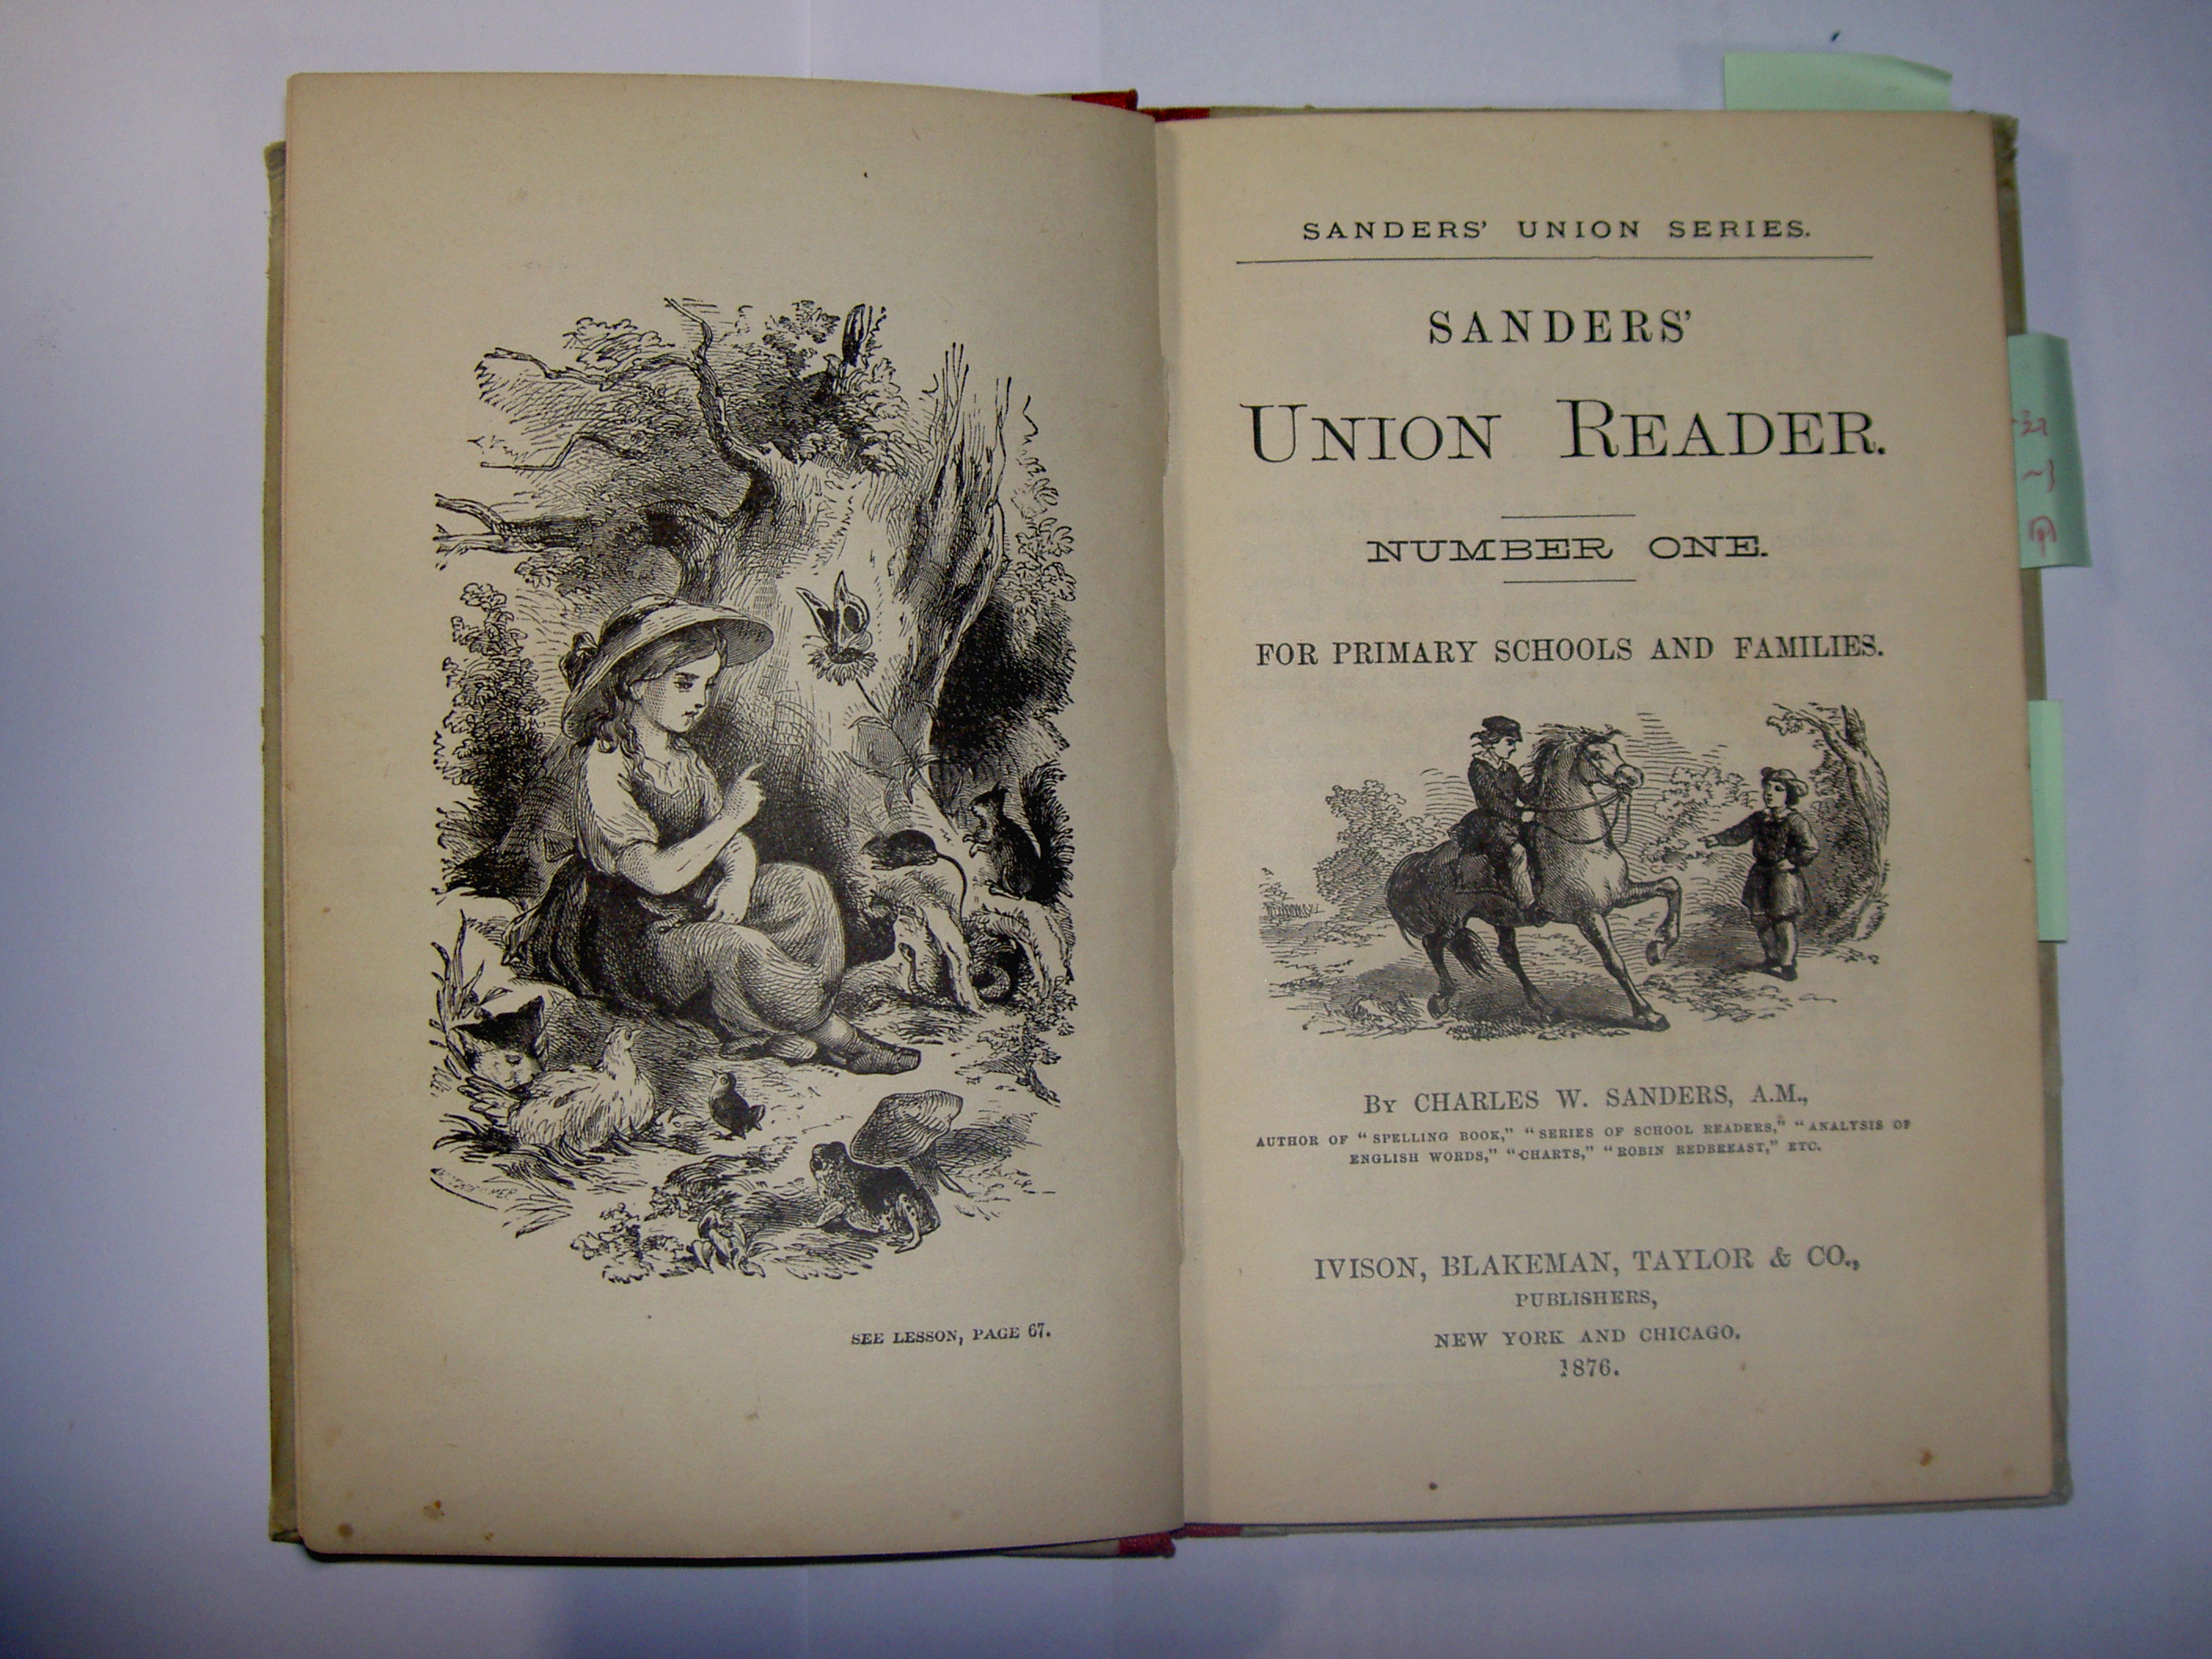 SEE LESSON, PAGE 67.
SANDERS' UNION SERIES.
SANDERS'
UNION READER.
NUMBER ONE.
FOR PRIMARY SCHOOLS AND FAMILIES.
BY CHARLES W. SANDERS, A.M.,
AUTHOR OF "SPELLING BOOK," "SERIES OF SCHOOL READERS," "ANALYSIS OF
ENGLISH WORDS," "CHARTS," "ROBIN REDBREAST," ETC.
IVISON, BLAKEMAN, TAYLOR & CO.,
PUBLISHERS,
NEW YORK AND CHICAGO.
1876.